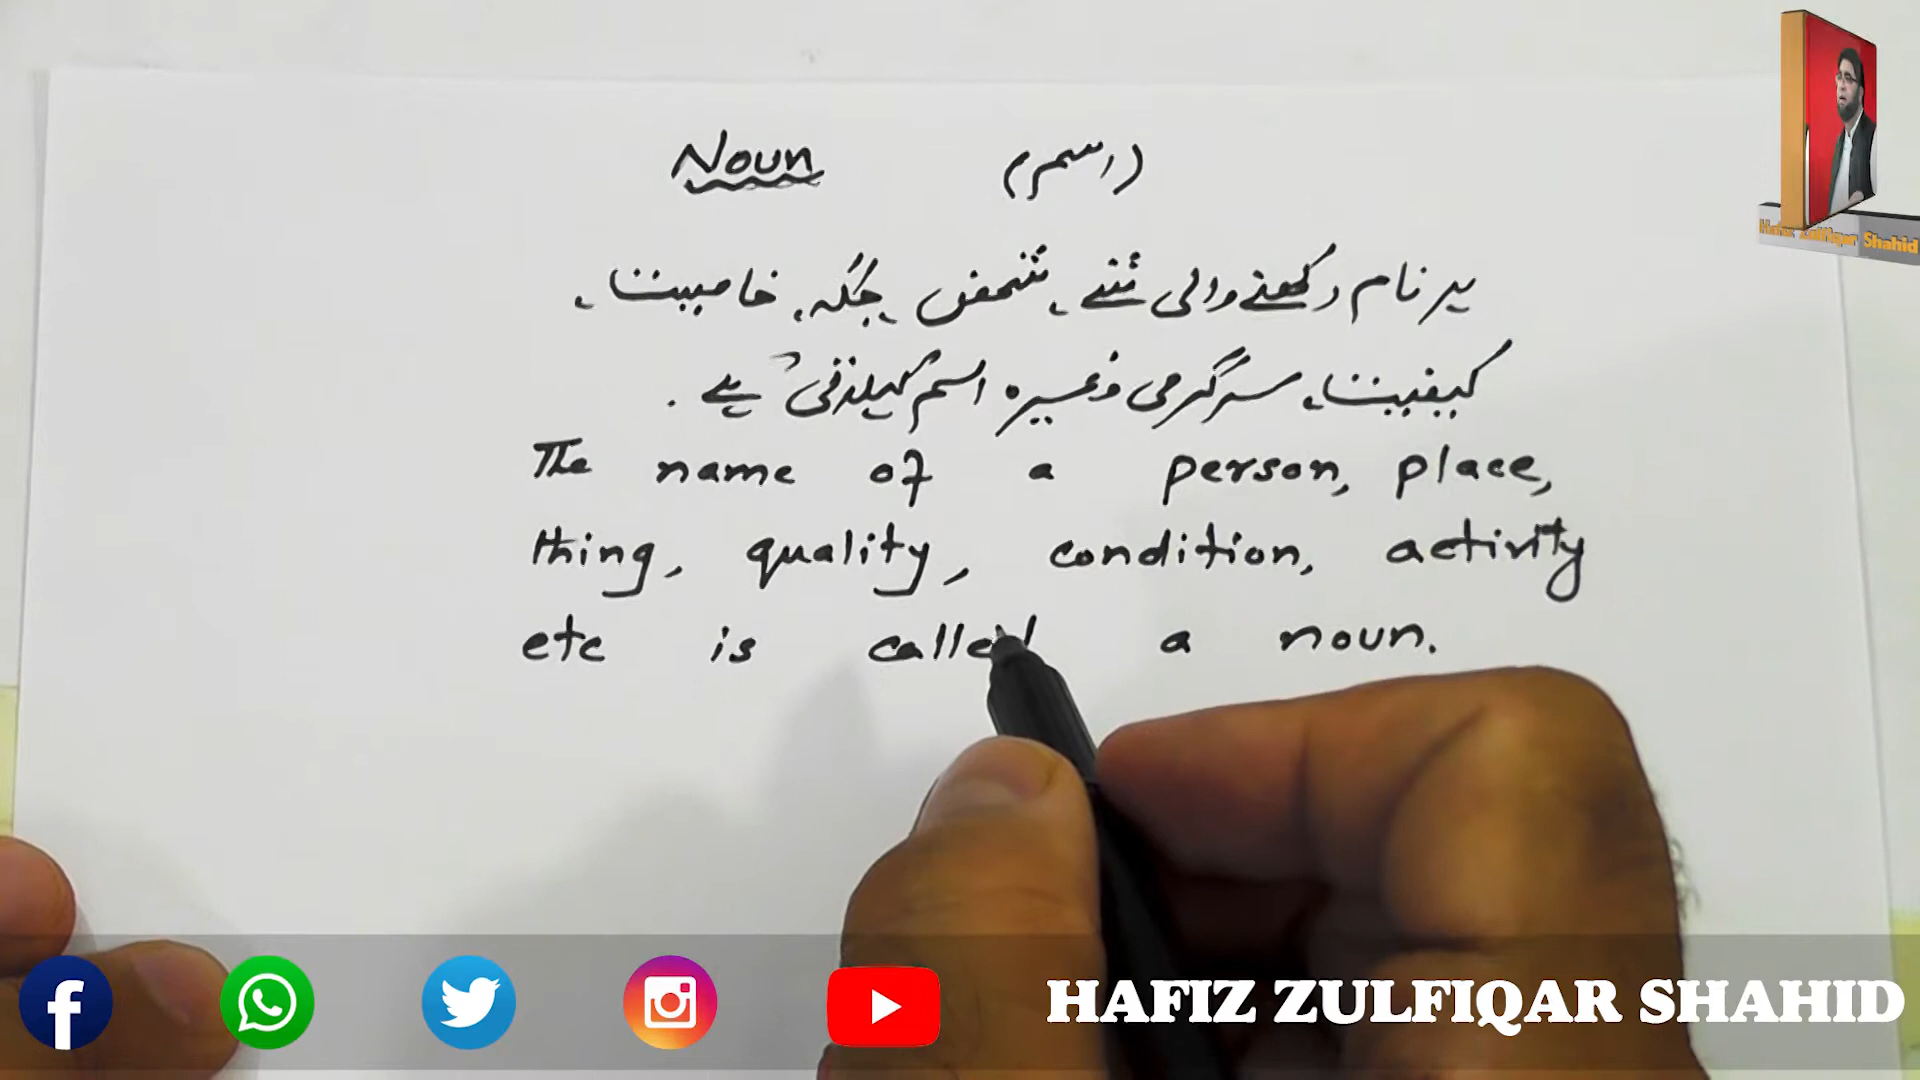 Noun (اسم)
ہر نام رکھنے والی شئے، شخص، جگہ، خاصیت،
کیفیت، سرگرمی وغیرہ اسم کہلاتی ہے۔
The name of a person, place,
thing, quality, condition, activity
etc is called a noun.
Hafiz Zulfiqar Shahid
HAFIZ ZULFIQAR SHAHID